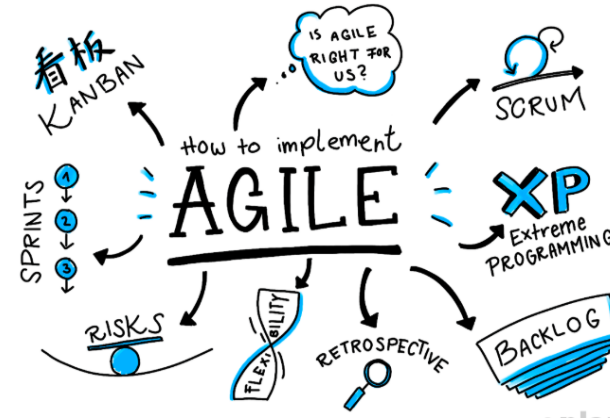 看板
KANBAN
IS AGILE
RIGHT FOR
US?
SCRUM
How to implement
AGILE
SPRINTS
1
2
3
XP
Extreme
PROGRAMMING
RISKS
FLEXIBILITY
RETROSPECTIVE
BACKLOG